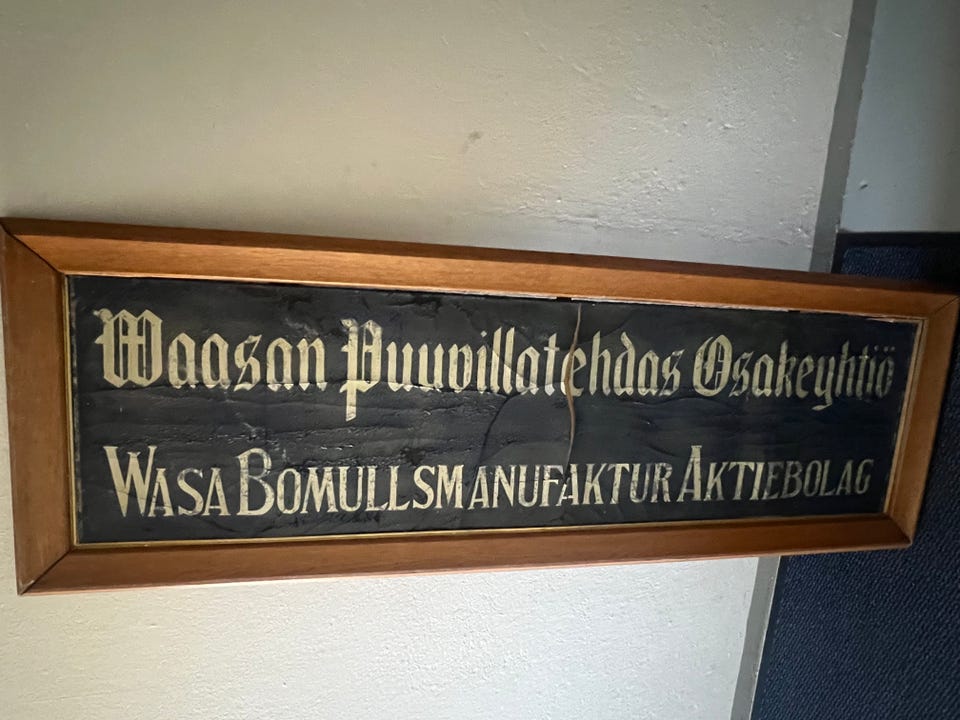 Waasan Puuvillatehdas Osakeyhtiö
WASA BOMULLSMANUFAKTUR AKTIEBOLAG